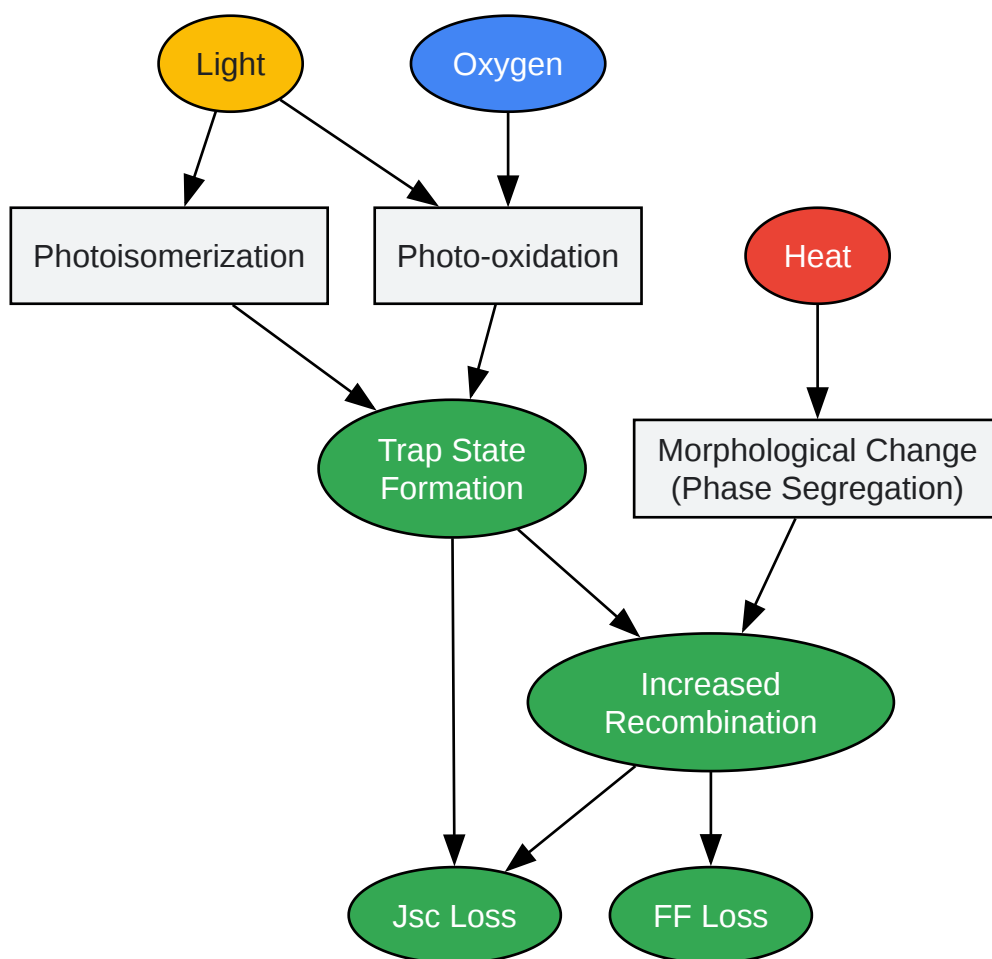 Light
Oxygen
Photoisomerization
Photo-oxidation
Heat
Trap State
Formation
Morphological Change
(Phase Segregation)
Increased
Recombination
Jsc Loss
FF Loss